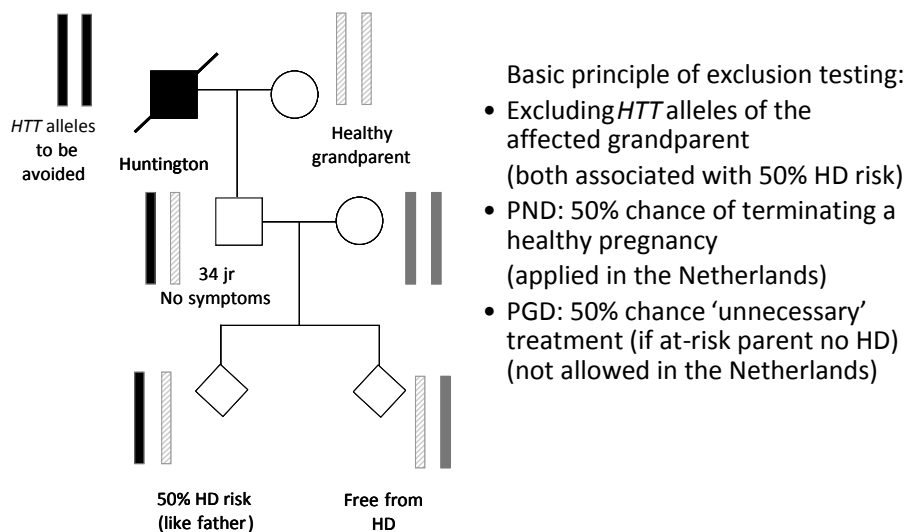 HTT alleles
to be
avoided
Huntington
Healthy
grandparent
34 jr
No symptoms
50% HD risk
(like father)
Free from
HD
Basic principle of exclusion testing:
• Excluding HTT alleles of the
affected grandparent
(both associated with 50% HD risk)
• PND: 50% chance of terminating a
healthy pregnancy
(applied in the Netherlands)
• PGD: 50% chance ‘unnecessary’
treatment (if at-risk parent no HD)
(not allowed in the Netherlands)